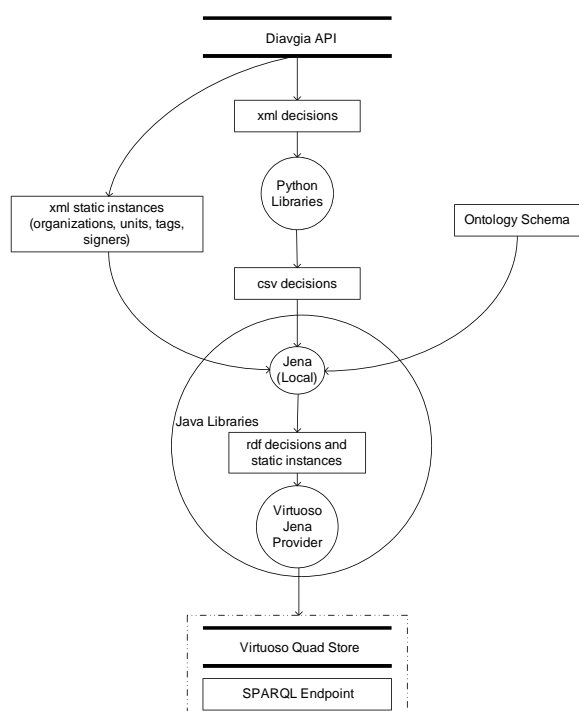 Diavgia API
xml decisions
Python
Libraries
xml static instances
(organizations, units, tags,
signers)
Ontology Schema
csv decisions
Jena
(Local)
Java Libraries
rdf decisions and
static instances
Virtuoso
Jena
Provider
Virtuoso Quad Store
SPARQL Endpoint